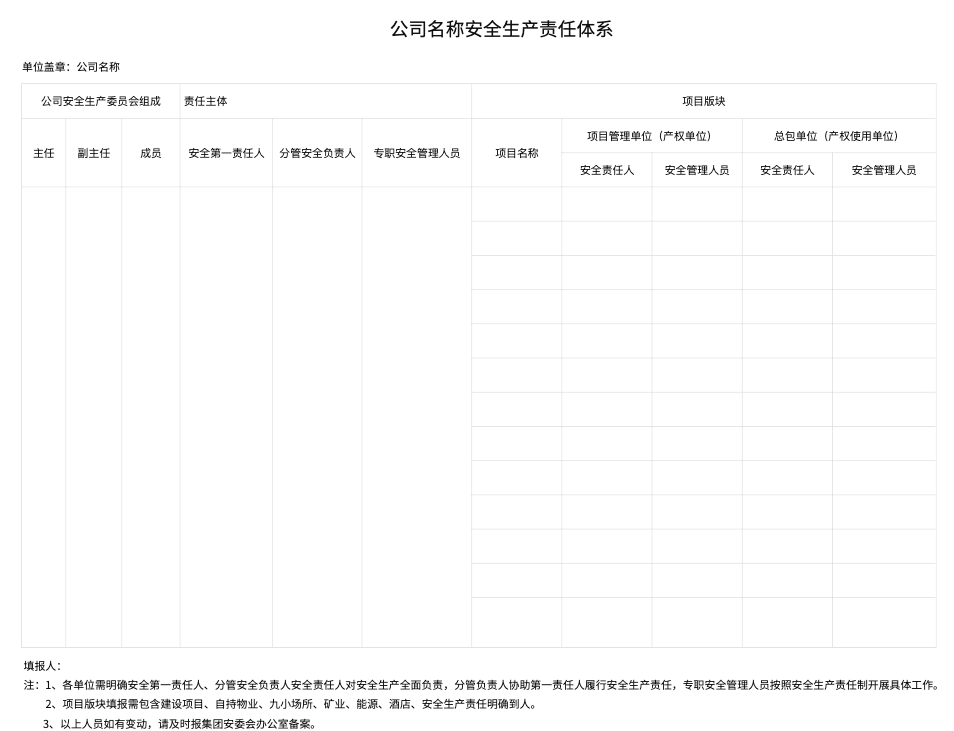 公司名称安全生产责任体系
单位盖章：公司名称
公司安全生产委员会组成 责任主体 项目版块
主任 副主任 成员 安全第一责任人 分管安全负责人 专职安全管理人员 项目名称 项目管理单位（产权单位） 总包单位（产权使用单位）
安全责任人 安全管理人员 安全责任人 安全管理人员
填报人：
注：1、各单位需明确安全第一责任人、分管安全负责人安全责任人对安全生产全面负责，分管负责人协助第一责任人履行安全生产责任，专职安全管理人员按照安全生产责任制开展具体工作。
2、项目版块填报需包含建设项目、自持物业、九小场所、矿业、能源、酒店、安全生产责任明确到人。
3、以上人员如有变动，请及时报集团安委会办公室备案。